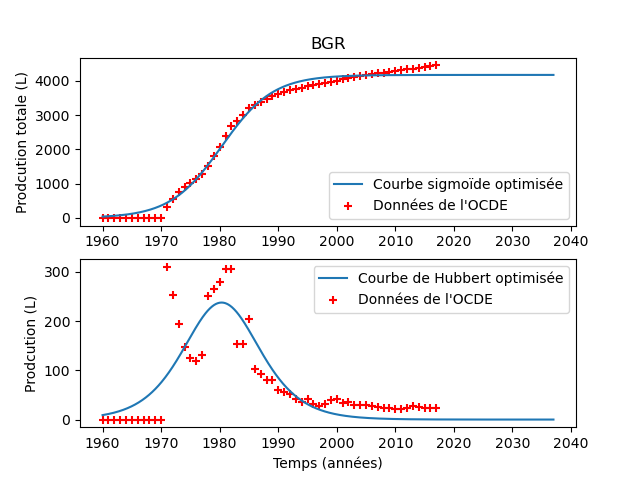 BGR
Prodcution totale (L)
4000
3000
2000
1000
0
Courbe sigmoïde optimisée
Données de l'OCDE
1960 1970 1980 1990 2000 2010 2020 2030 2040
Prodcution (L)
300
200
100
0
Courbe de Hubbert optimisée
Données de l'OCDE
1960 1970 1980 1990 2000 2010 2020 2030 2040
Temps (années)